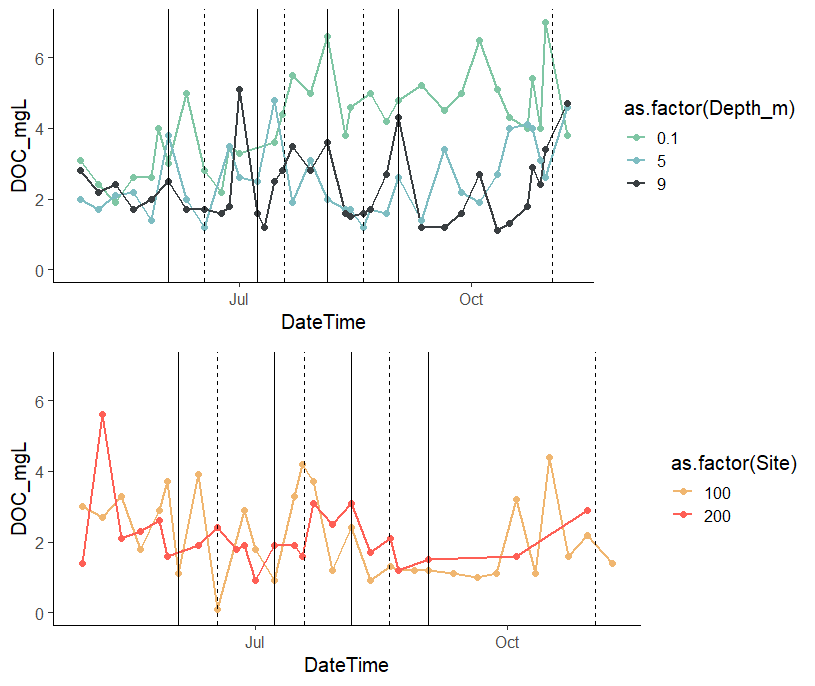 DOC_mgL
6
4
2
0
Jul
Oct
DateTime
as.factor(Depth_m)
0.1
5
9
DOC_mgL
6
4
2
0
Jul
Oct
DateTime
as.factor(Site)
100
200